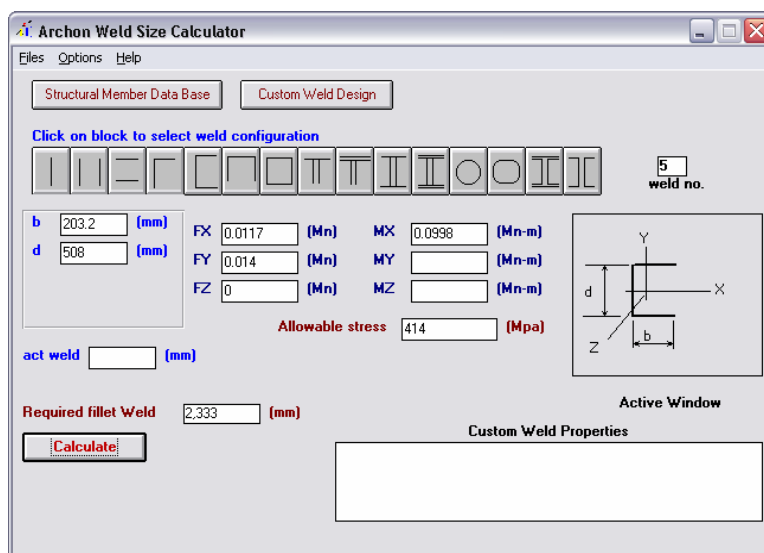 Archon Weld Size Calculator
Files Options Help
Structural Member Data Base Custom Weld Design
Click on block to select weld configuration
5
weld no.
b 203.2 (mm) FX 0.0117 (Mn) MX 0.0998 (Mn-m)
d 508 (mm) FY 0.014 (Mn) MY (Mn-m)
FZ 0 (Mn) MZ (Mn-m)
Y
d X
Z b
Allowable stress 414 (Mpa)
act weld (mm)
Active Window
Required fillet Weld 2,333 (mm)
Custom Weld Properties
Calculate